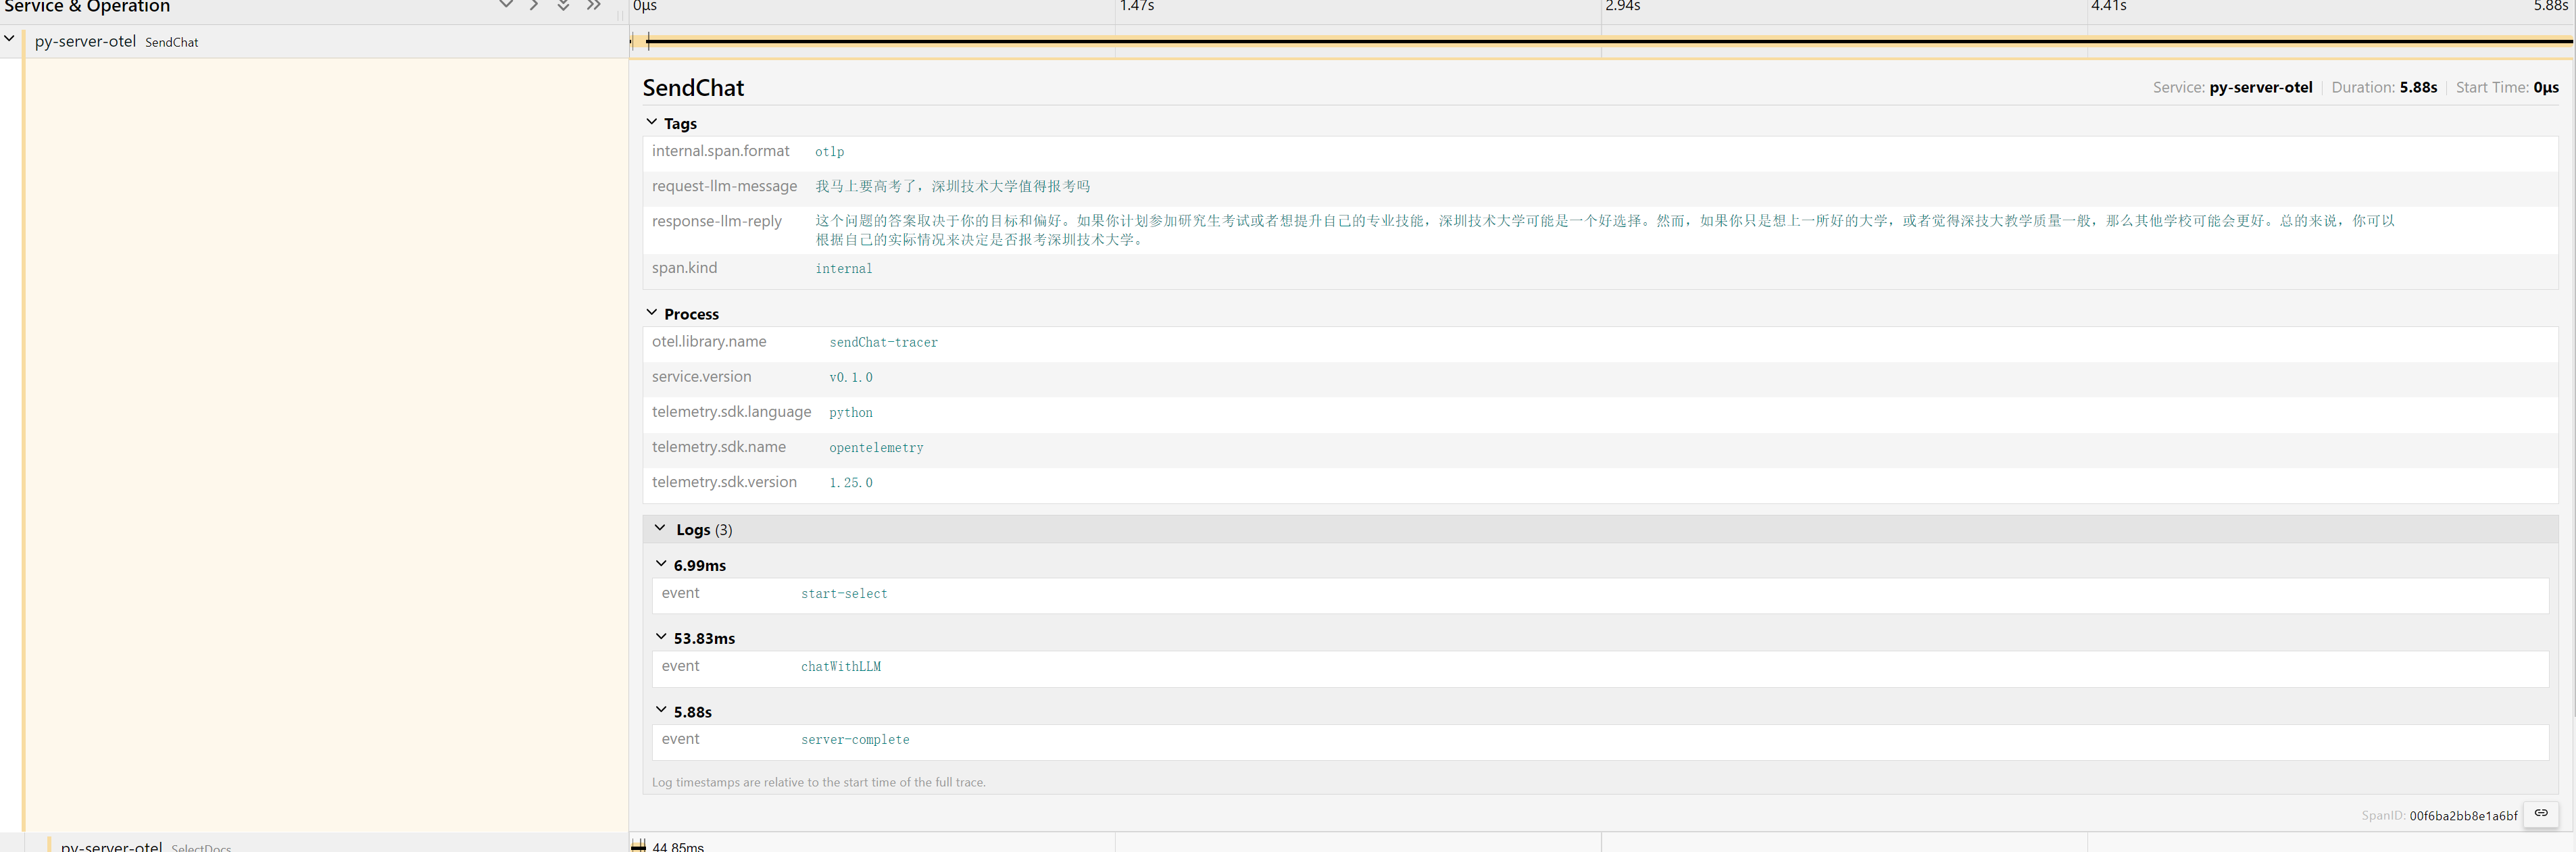 Service & Operation
0μs
1.47s
2.94s
4.41s
5.88s
py-server-otel SendChat
SendChat
Service: py-server-otel Duration: 5.88s Start Time: 0μs
Tags
internal.span.format otlp
request-llm-message 我马上要高考了，深圳技术大学值得报考吗
response-llm-reply 这个问题的答案取决于你的目标和偏好。如果你计划参加研究生考试或者想提升自己的专业技能，深圳技术大学可能是一个好选择。然而，如果你只是想上一所好的大学，或者觉得深技大教学质量一般，那么其他学校可能会更好。总的来说，你可以
根据自己的实际情况来决定是否报考深圳技术大学。
span.kind internal
Process
otel.library.name sendChat-tracer
service.version v0.1.0
telemetry.sdk.language python
telemetry.sdk.name opentelemetry
telemetry.sdk.version 1.25.0
Logs (3)
6.99ms
event start-select
53.83ms
event chatWithLLM
5.88s
event server-complete
Log timestamps are relative to the start time of the full trace.
SpanID: 00f6ba2bb8e1a6bf
py-server-otel SelectDocs
44.85ms